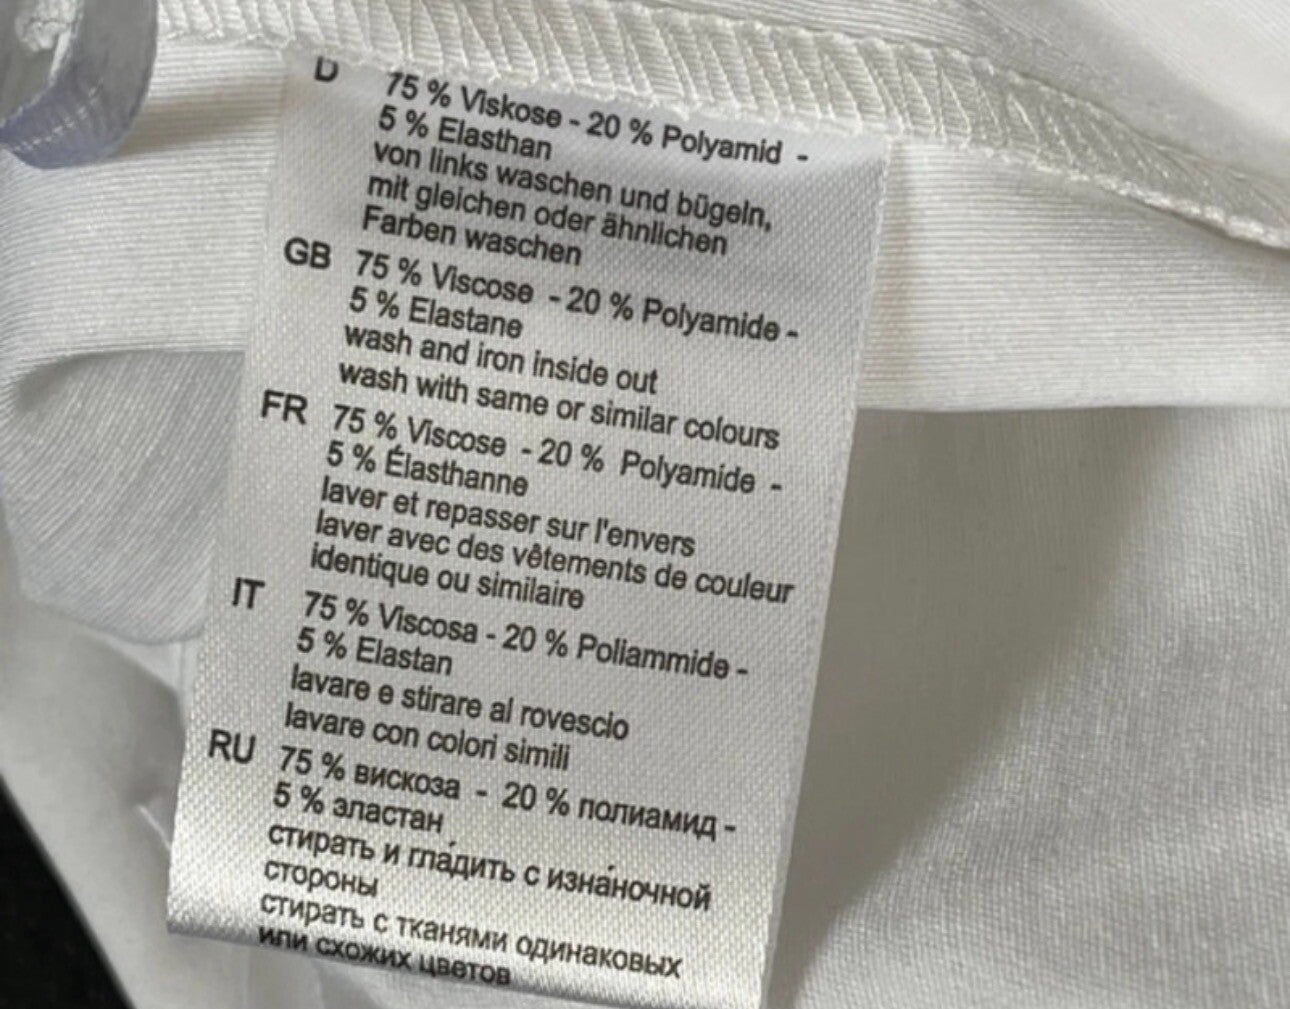 D 75 % Viskose - 20 % Polyamid -
5 % Elasthan
von links waschen und bügeln,
mit gleichen oder ähnlichen
Farben waschen
GB 75 % Viscose - 20 % Polyamide -
5 % Elastane
wash and iron inside out
wash with same or similar colours
FR 75 % Viscose - 20 % Polyamide -
5 % Élasthanne
laver et repasser sur l'envers
laver avec des vêtements de couleur
identique ou similaire
IT 75 % Viscosa - 20 % Poliammide -
5 % Elastan
lavare e stirare al rovescio
lavare con colori simili
RU 75 % вискоза - 20 % полиамид -
5 % эластан
стирать и гла́дить с изна́ночной
стороны
стирать с тканями одинаковых
или схожих цветов